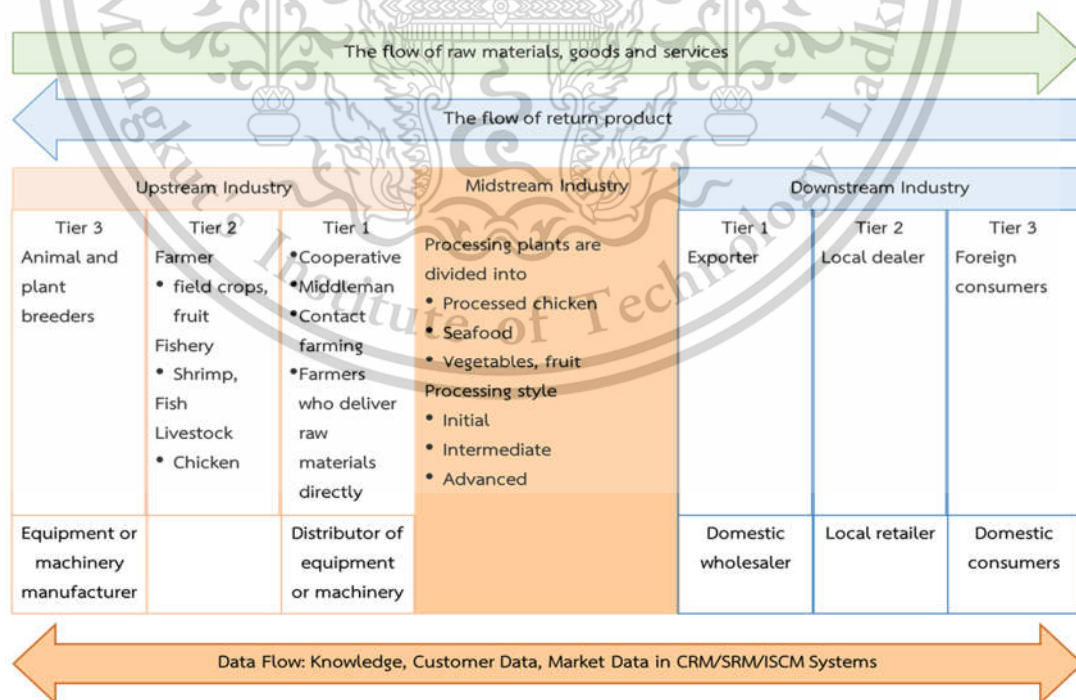 The flow of raw materials, goods and services
The flow of return product
Upstream Industry
Midstream Industry
Downstream Industry
Tier 3
Animal and
plant
breeders
Tier 2
Farmer
• field crops,
fruit
Fishery
• Shrimp,
Fish
Livestock
• Chicken
Tier 1
•Cooperative
•Middleman
•Contact
farming
•Farmers
who deliver
raw
materials
directly
Processing plants are
divided into
• Processed chicken
• Seafood
• Vegetables, fruit
Processing style
• Initial
• Intermediate
• Advanced
Tier 1
Exporter
Tier 2
Local dealer
Tier 3
Foreign
consumers
Equipment or
machinery
manufacturer
Distributor of
equipment
or machinery
Domestic
wholesaler
Local retailer
Domestic
consumers
Data Flow: Knowledge, Customer Data, Market Data in CRM/SRM/ISCM Systems
Mongkut's Institute of Technology Ladk